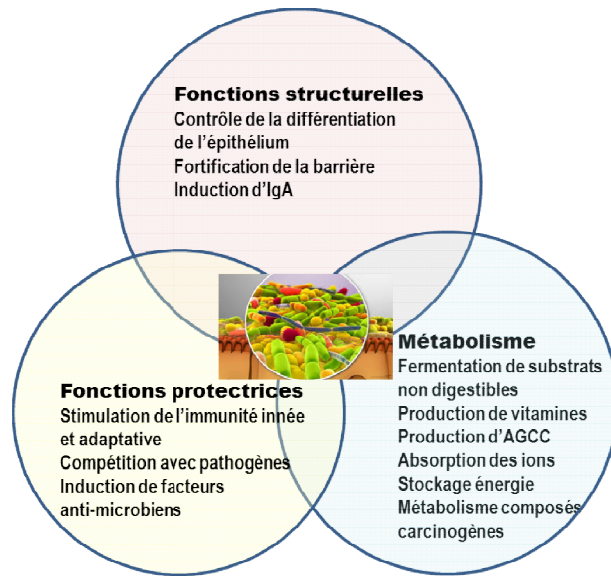 Fonctions structurelles
Contrôle de la différentiation
de l'épithélium
Fortification de la barrière
Induction d'IgA
Métabolisme
Fermentation de substrats
non digestibles
Production de vitamines
Production d'AGCC
Absorption des ions
Stockage énergie
Métabolisme composés
carcinogènes
Fonctions protectrices
Stimulation de l'immunité innée
et adaptative
Compétition avec pathogènes
Induction de facteurs
anti-microbiens